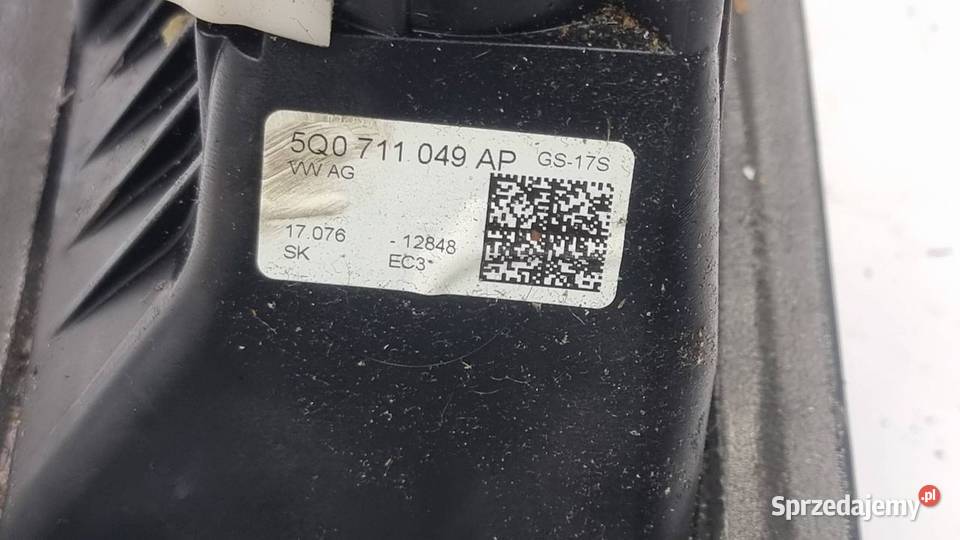 5Q0 711 049 AP GS-17S
VW AG
17.076 - 12848
SK EC3
Sprzedajemy.pl